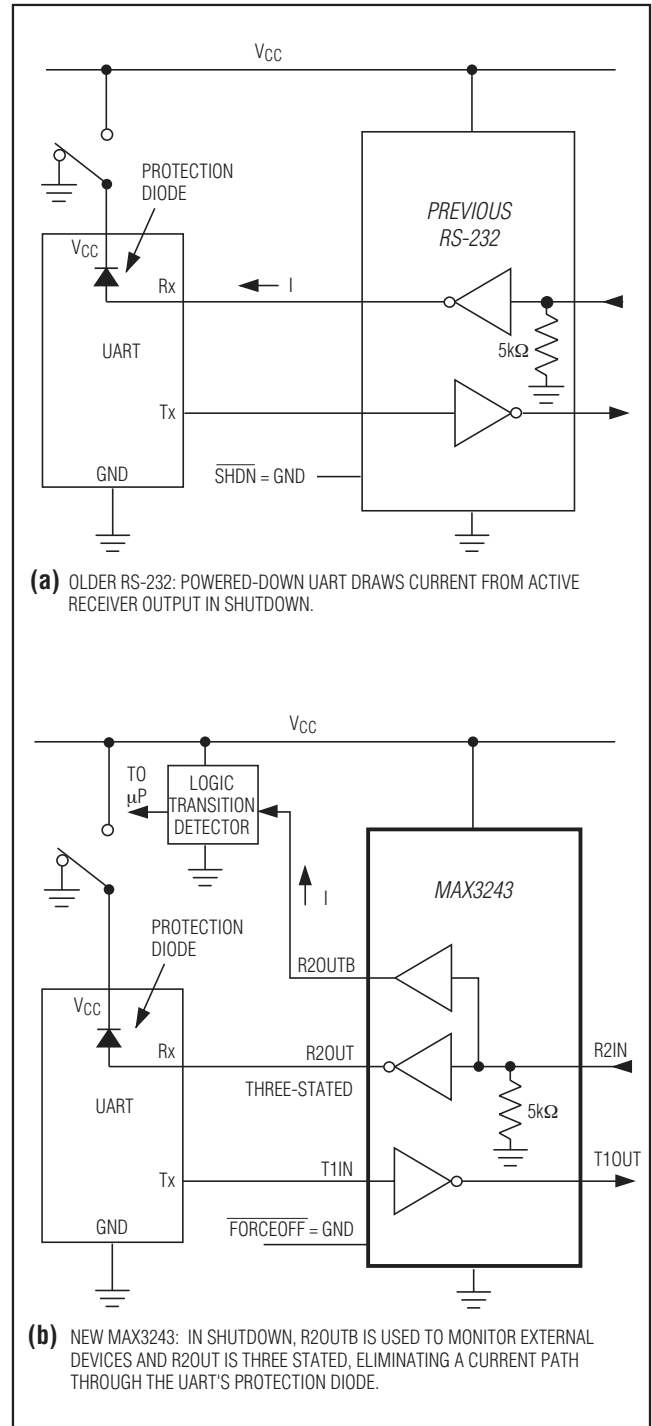 VCC
PROTECTION
DIODE
PREVIOUS
RS-232
VCC
Rx
I
UART
5kΩ
Tx
GND
SHDN = GND
(a) OLDER RS-232: POWERED-DOWN UART DRAWS CURRENT FROM ACTIVE
RECEIVER OUTPUT IN SHUTDOWN.
VCC
TO
μP
LOGIC
TRANSITION
DETECTOR
MAX3243
I
PROTECTION
DIODE
R2OUTB
VCC
Rx
R2OUT
R2IN
THREE-STATED
UART
5kΩ
Tx
T1IN
T1OUT
GND
FORCEOFF = GND
(b) NEW MAX3243: IN SHUTDOWN, R2OUTB IS USED TO MONITOR EXTERNAL
DEVICES AND R2OUT IS THREE STATED, ELIMINATING A CURRENT PATH
THROUGH THE UART'S PROTECTION DIODE.